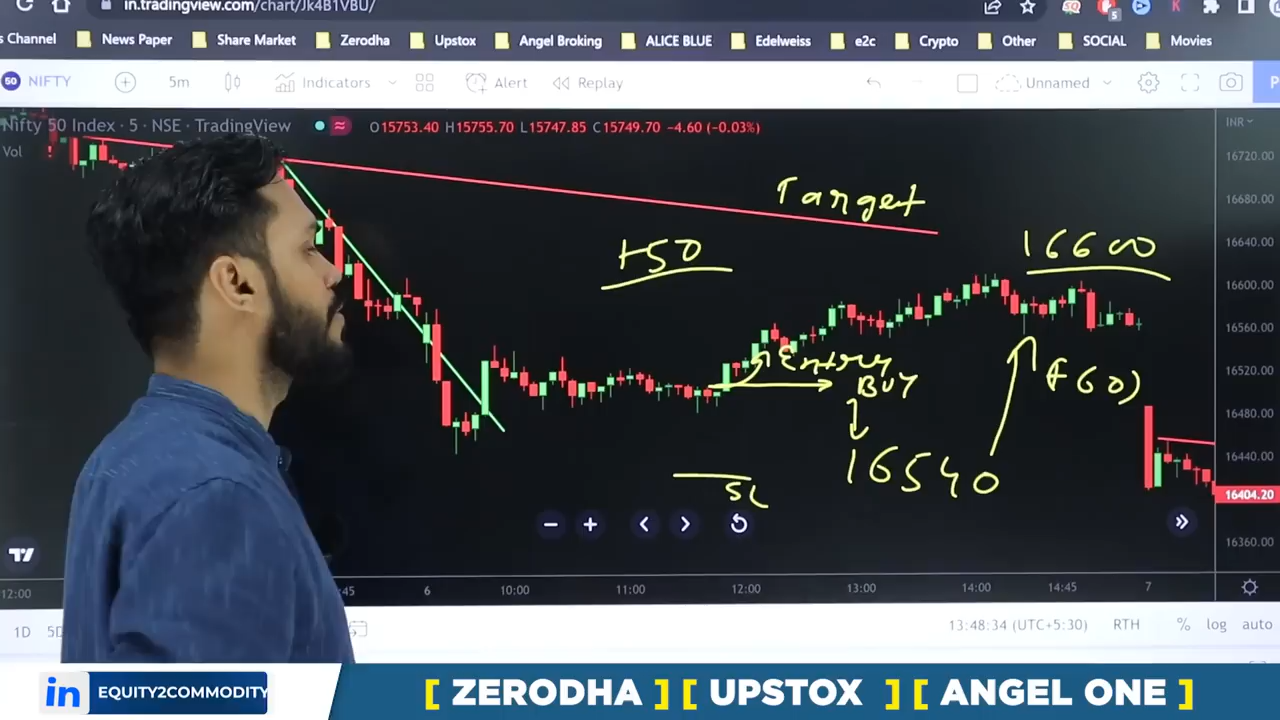 in.tradingview.com/chart/Jk4B1VBU/
s Channel News Paper Share Market Zerodha Upstox Angel Broking ALICE BLUE Edelweiss e2c Crypto Other SOCIAL Movies
50 NIFTY 5m Indicators Alert Replay Unnamed P
Nifty 50 Index · 5 · NSE · TradingView O15753.40 H15755.70 L15747.85 C15749.70 -4.60 (-0.03%) INR
Vol
16720.00
16680.00
Target
16640.00
+50
16600
16600.00
16560.00
Entry
16520.00
BUY
(+60)
16480.00
16540
16440.00
SL
16404.20
16360.00
12:00 :45 6 10:00 11:00 12:00 13:00 14:00 14:45 7
1D 5D 13:48:34 (UTC+5:30) RTH % log auto
in EQUITY2COMMODITY
[ ZERODHA ] [ UPSTOX ] [ ANGEL ONE ]